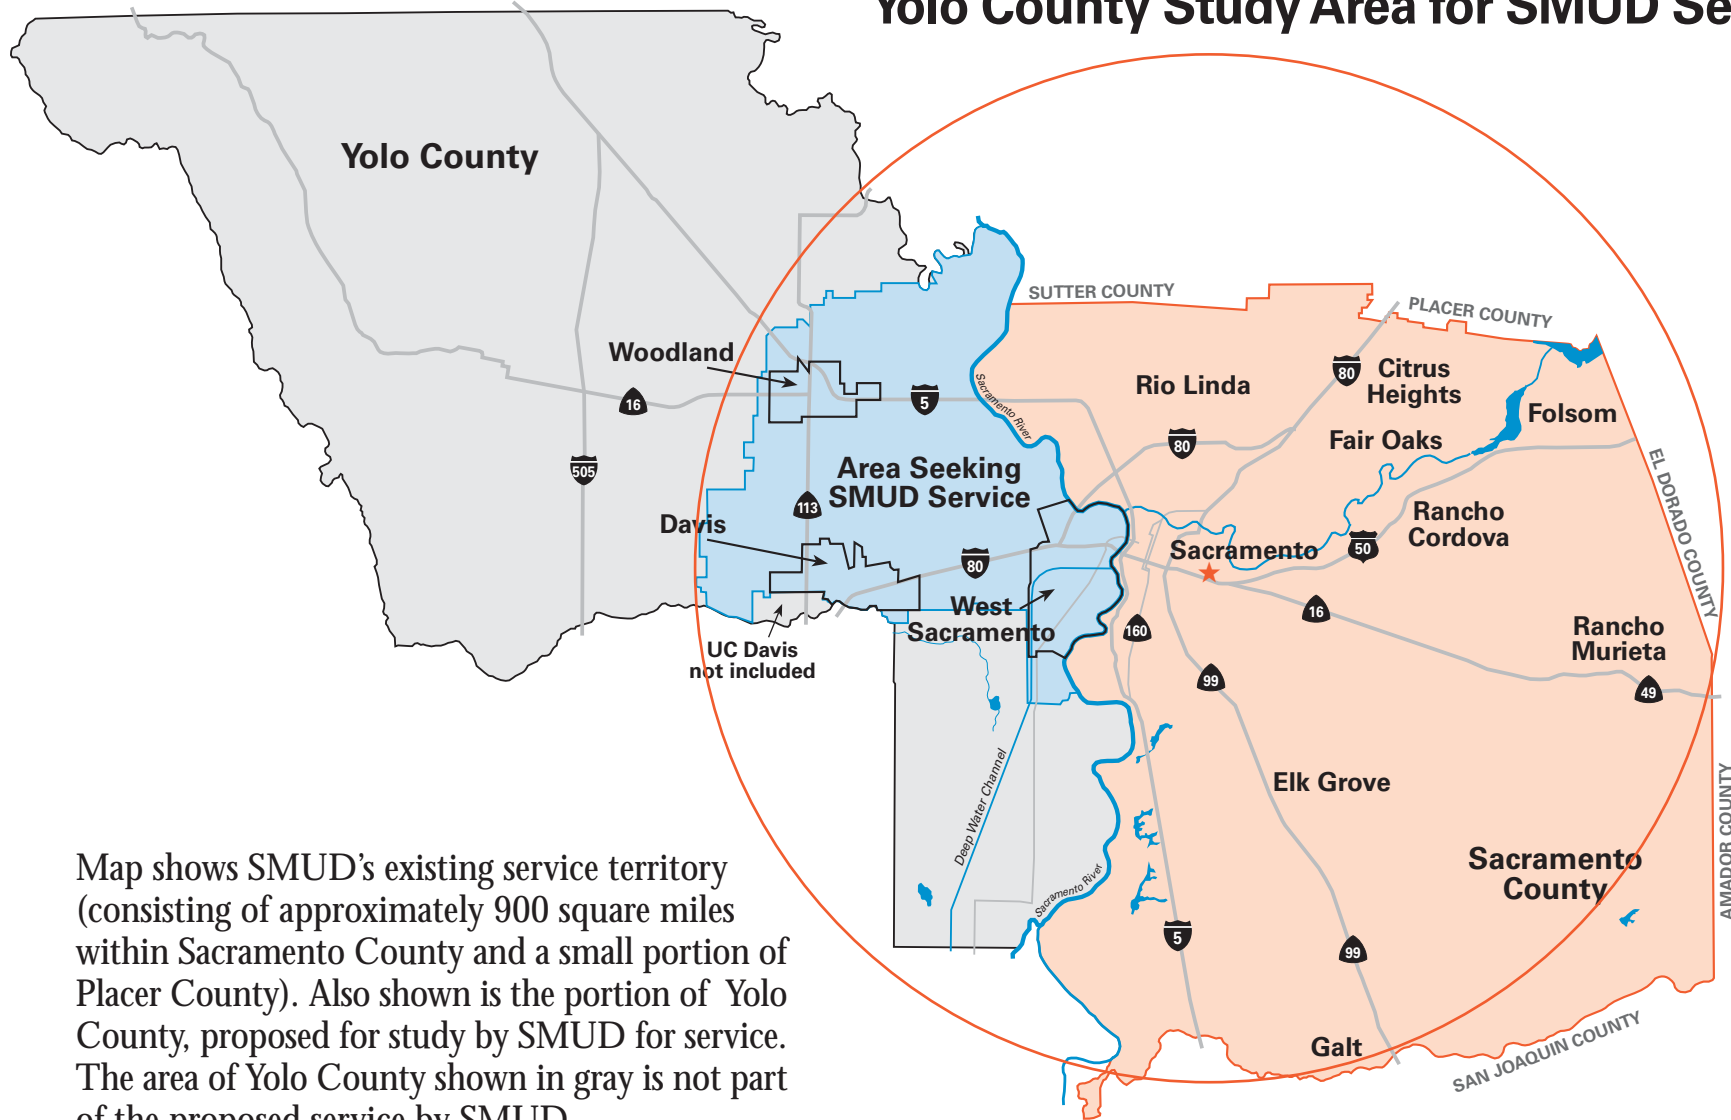 Yolo County Study Area for SMUD Se
Yolo County
SUTTER COUNTY
PLACER COUNTY
Woodland
16
5
Sacramento River
Rio Linda
80
Citrus
Heights
Folsom
Fair Oaks
80
505
Area Seeking
SMUD Service
113
Davis
80
EL DORADO COUNTY
Rancho
Cordova
50
Sacramento
West
Sacramento
160
16
UC Davis
not included
99
Rancho
Murieta
49
Deep Water Channel
Elk Grove
AMADOR COUNTY
Sacramento
County
Sacramento River
5
99
Galt
SAN JOAQUIN COUNTY
Map shows SMUD’s existing service territory
(consisting of approximately 900 square miles
within Sacramento County and a small portion of
Placer County). Also shown is the portion of Yolo
County, proposed for study by SMUD for service.
The area of Yolo County shown in gray is not part
of the proposed service by SMUD